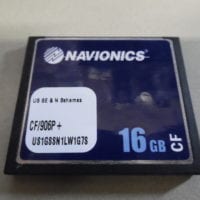 NAVIONICS
US SE & N Bahamas
CF/906P+
US1GSSN1LW1G7S
16 GB
CF